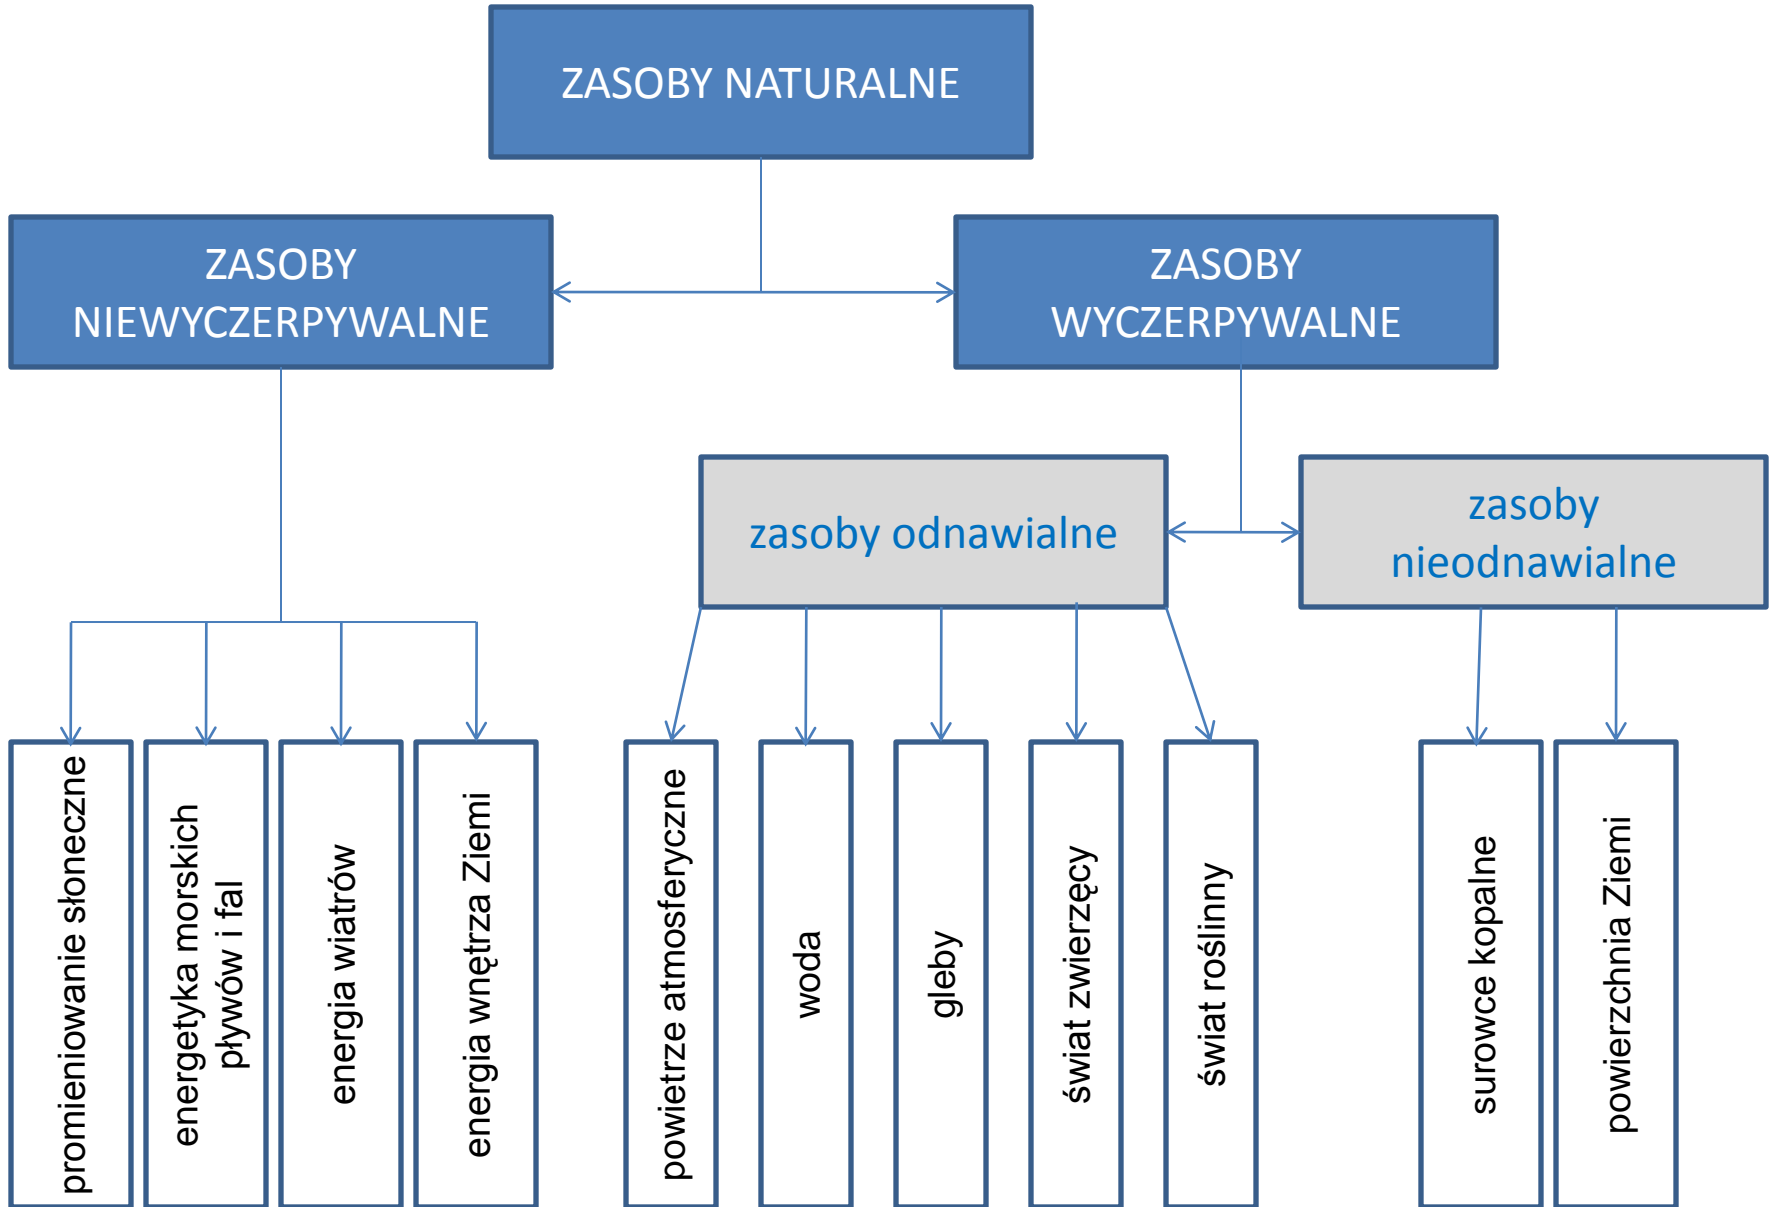 ZASOBY NATURALNE
ZASOBY
NIEWYCZERPYWALNE
ZASOBY
WYCZERPYWALNE
zasoby odnawialne
zasoby
nieodnawialne
promieniowanie słoneczne
energetyka morskich
pływów i fal
energia wiatrów
energia wnętrza Ziemi
powietrze atmosferyczne
woda
gleby
świat zwierzęcy
świat roślinny
surowce kopalne
powierzchnia Ziemi